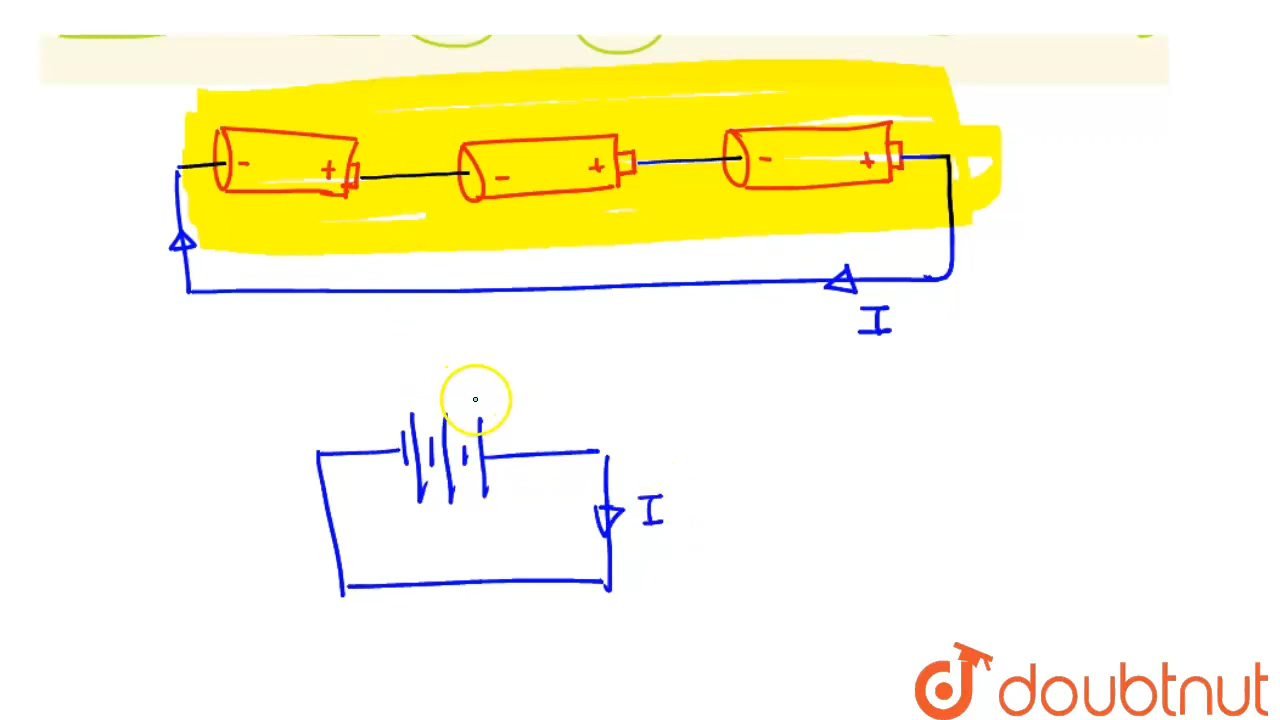 - + - + - +
I
I
doubtnut